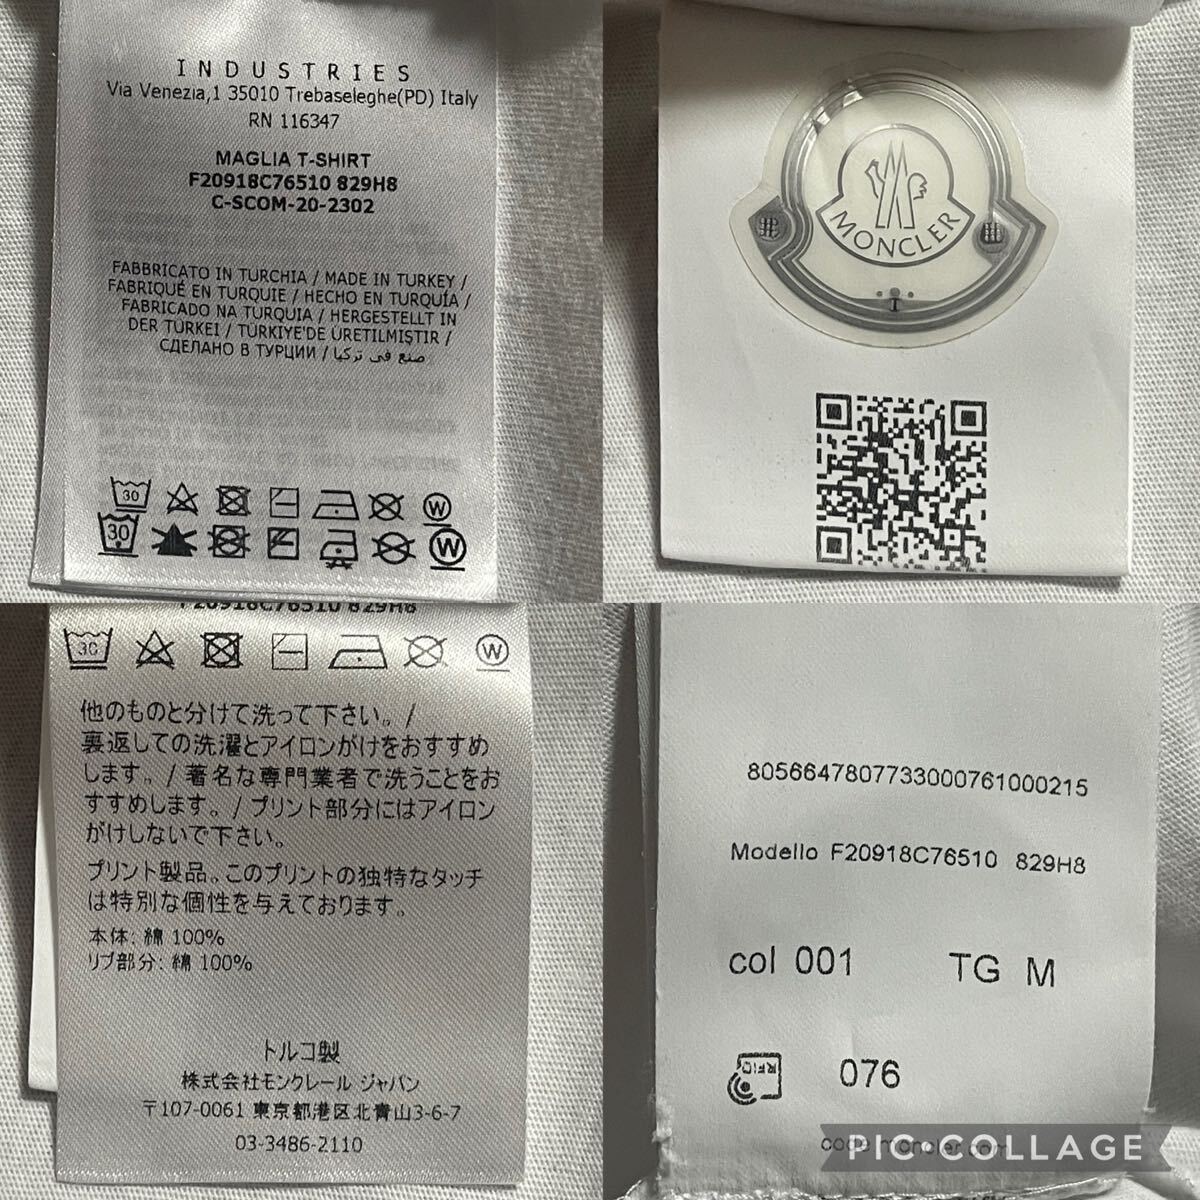 INDUSTRIES
Via Venezia,1 35010 Trebaseleghe(PD) Italy
RN 116347
MAGLIA T-SHIRT
F20918C76510 829H8
C-SCOM-20-2302
FABBRICATO IN TURCHIA / MADE IN TURKEY /
FABRIQUÉ EN TURQUIE / HECHO EN TURQUÍA /
FABRICADO NA TURQUIA / HERGESTELLT IN
DER TÜRKEI / TÜRKIYE'DE ÜRETILMIŞTIR /
СДЕЛАНО В ТУРЦИИ / صنع في تركيا
30
W
30
W
MONCLER
F20918C76510 829H8
30
W
他のものと分けて洗って下さい。/
裏返しての洗濯とアイロンがけをおすすめ
します。/ 著名な専門業者で洗うことをお
すすめします。/ プリント部分にはアイロン
がけしないで下さい。
プリント製品。このプリントの独特なタッチ
は特別な個性を与えております。
本体: 綿 100%
リブ部分: 綿 100%
トルコ製
株式会社モンクレール ジャパン
〒107-0061 東京都港区北青山3-6-7
03-3486-2110
8056647807733000761000215
Modello F20918C76510 829H8
col 001 TG M
RFID
076
code.moncler.com
PIC•COLLAGE